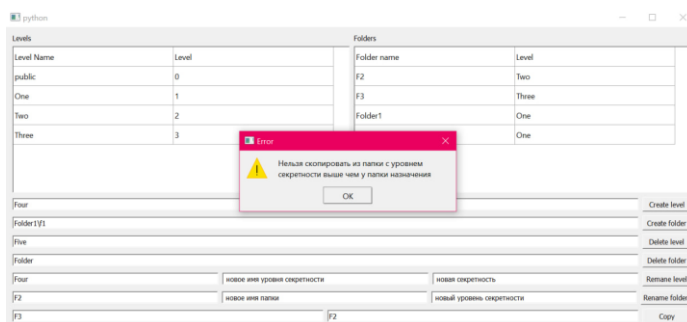 python
Levels
Folders
Level Name Level
Folder name Level
public 0
F2 Two
One 1
F3 Three
Two 2
Folder1 One
Three 3
One
Error
Нельзя скопировать из папки с уровнем
секретности выше чем у папки назначения
OK
Four Create level
Folder1\f1 Create folder
Five Delete level
Folder Delete folder
Four новое имя уровня секретности новая секретность Remane level
F2 новое имя папки новый уровень секретности Rename folder
F3 F2 Copy